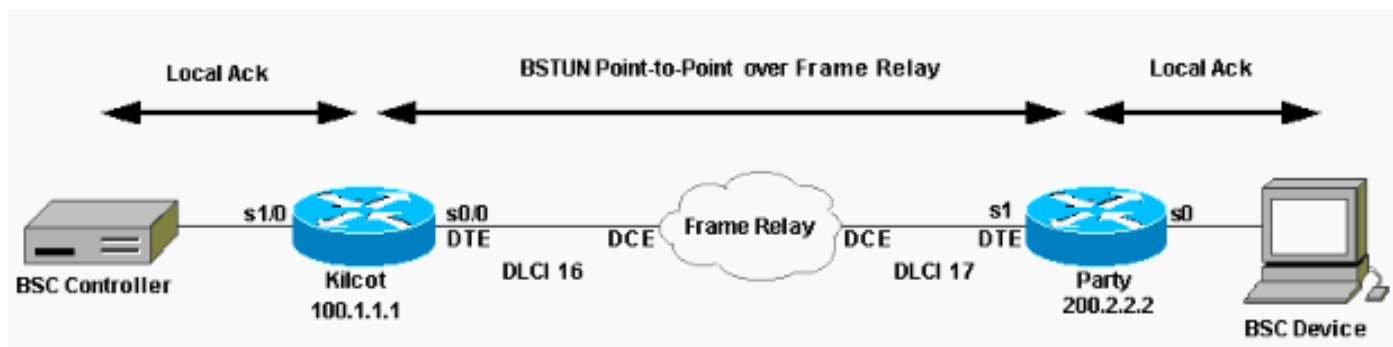 Local Ack
BSTUN Point-to-Point over Frame Relay
Local Ack
s1/0
s0/0
DTE
DCE
Frame Relay
DCE
s1
DTE
s0
DLCI 16
DLCI 17
BSC Controller
Kilcot
100.1.1.1
Party
200.2.2.2
BSC Device